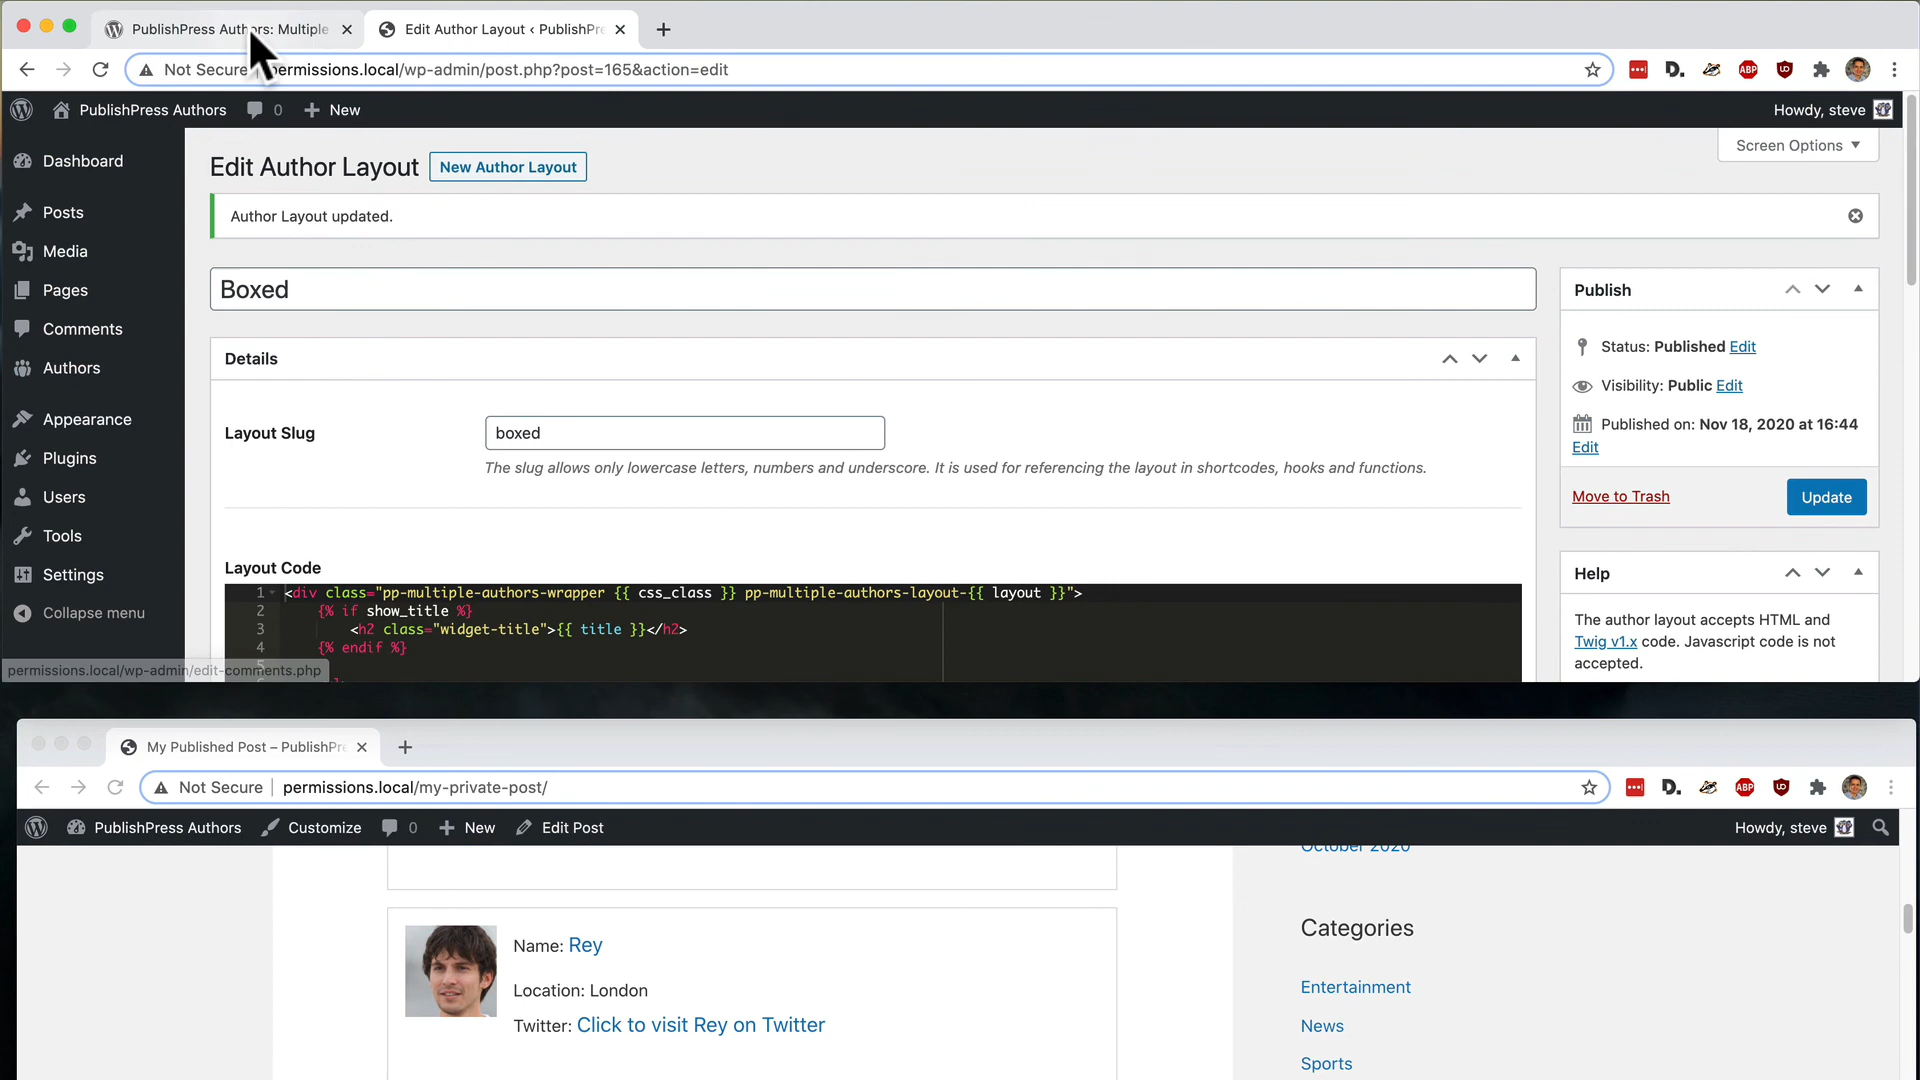 PublishPress Authors: Multiple
Edit Author Layout ‹ PublishPre
Not Secure
permissions.local/wp-admin/post.php?post=165&action=edit
ABP
PublishPress Authors
0
New
Howdy, steve
Dashboard
Posts
Media
Pages
Comments
Authors
Appearance
Plugins
Users
Tools
Settings
Collapse menu
permissions.local/wp-admin/edit-comments.php
Screen Options
Edit Author Layout
New Author Layout
Author Layout updated.
Boxed
Details
Layout Slug
boxed
The slug allows only lowercase letters, numbers and underscore. It is used for referencing the layout in shortcodes, hooks and functions.
Layout Code
1 <div class="pp-multiple-authors-wrapper {{ css_class }} pp-multiple-authors-layout-{{ layout }}">
2 {% if show_title %}
3 <h2 class="widget-title">{{ title }}</h2>
4 {% endif %}
5
Publish
Status: Published Edit
Visibility: Public Edit
Published on: Nov 18, 2020 at 16:44
Edit
Move to Trash
Update
Help
The author layout accepts HTML and
Twig v1.x code. Javascript code is not
accepted.
My Published Post – PublishPre
Not Secure
permissions.local/my-private-post/
ABP
PublishPress Authors
Customize
0
New
Edit Post
Howdy, steve
Name: Rey
Location: London
Twitter: Click to visit Rey on Twitter
October 2020
Categories
Entertainment
News
Sports